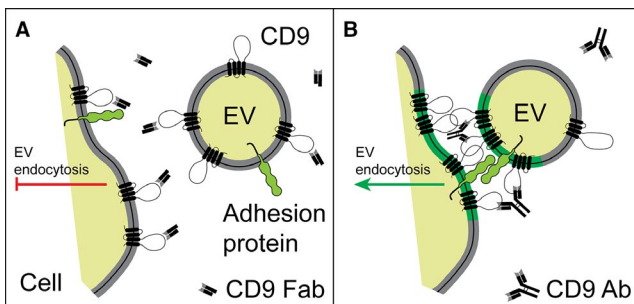 A
CD9
EV
EV
endocytosis
Adhesion
protein
Cell
CD9 Fab
B
EV
EV
endocytosis
CD9 Ab